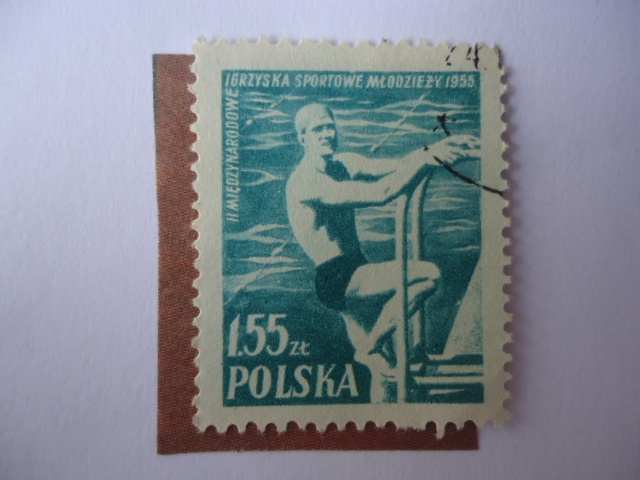 II MIĘDZYNARODOWE
IGRZYSKA SPORTOWE MŁODZIEŻY 1955
1.55 ZŁ
POLSKA